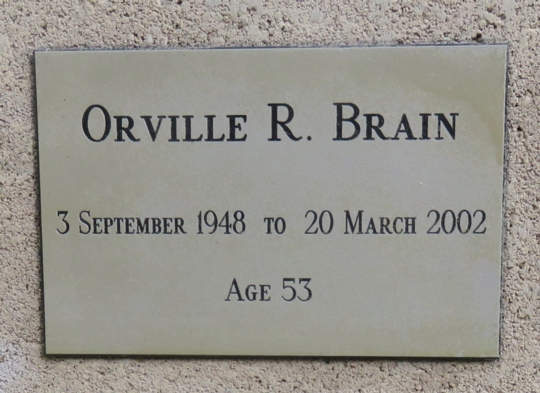 Orville R. Brain
3 September 1948 to 20 March 2002
Age 53